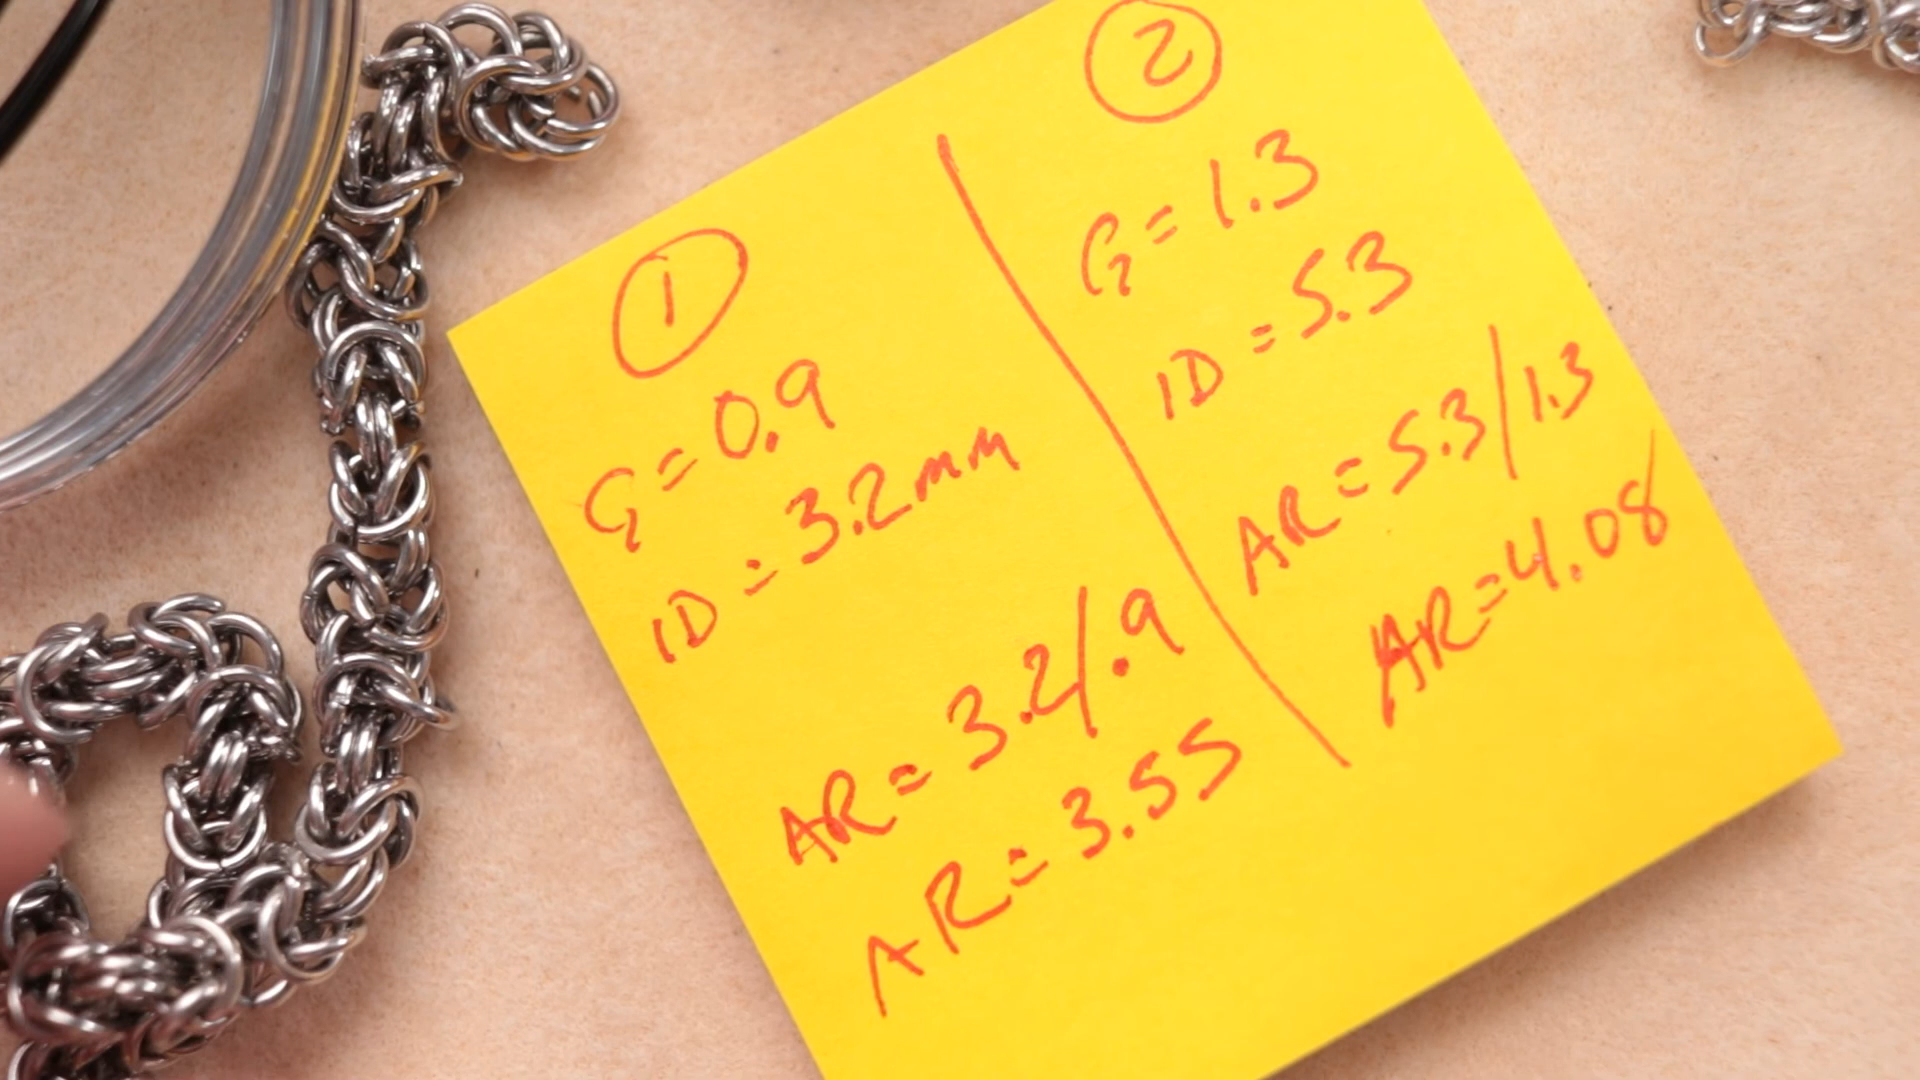 1
G = 0.9
ID = 3.2mm
AR = 3.2/.9
AR = 3.55
2
G = 1.3
ID = 5.3
AR = 5.3/1.3
AR = 4.08